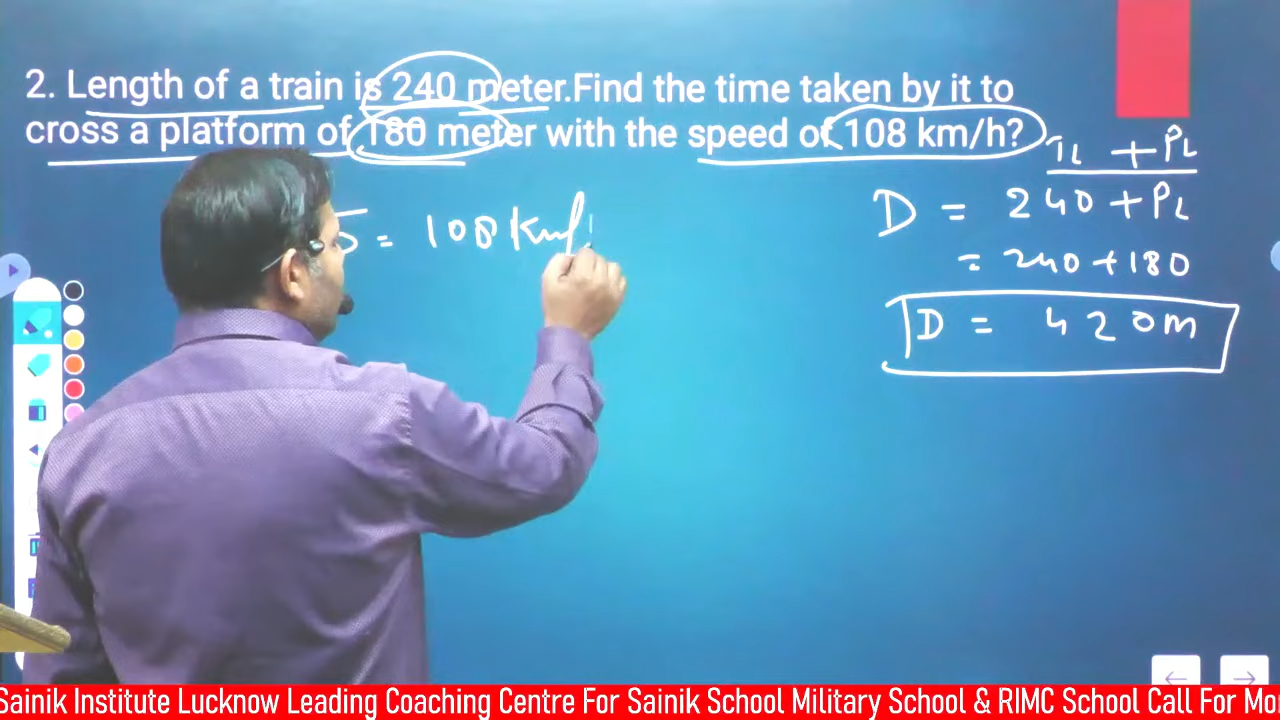 2. Length of a train is 240 meter.Find the time taken by it to
cross a platform of 180 meter with the speed of 108 km/h?
TL + PL
D = 240 + PL
= 240 + 180
D = 420m
S = 108 Km/
Sainik Institute Lucknow Leading Coaching Centre For Sainik School Military School & RIMC School Call For Mo